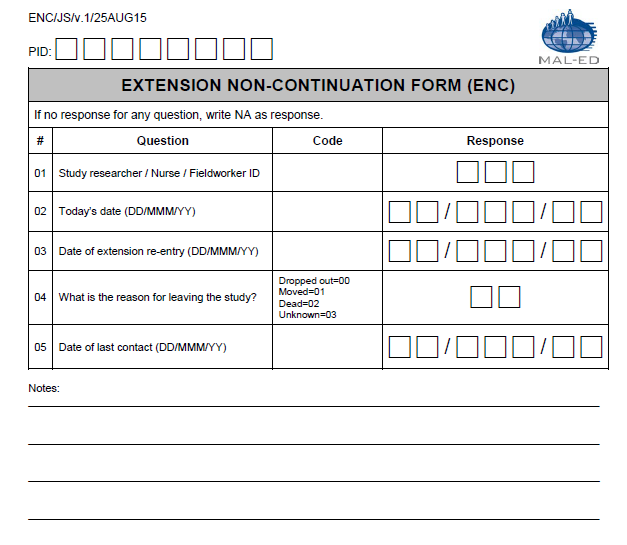 ENC/JS/v.1/25AUG15
PID:
MAL-ED
EXTENSION NON-CONTINUATION FORM (ENC)
If no response for any question, write NA as response.
# Question Code Response
01 Study researcher / Nurse / Fieldworker ID
02 Today's date (DD/MMM/YY) / /
03 Date of extension re-entry (DD/MMM/YY) / /
04 What is the reason for leaving the study?
Dropped out=00
Moved=01
Dead=02
Unknown=03
05 Date of last contact (DD/MMM/YY) / /
Notes: